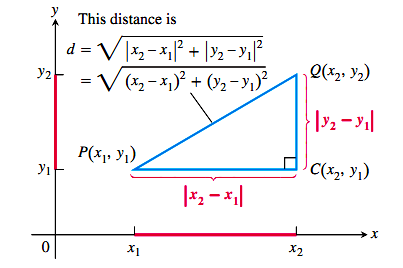 y
This distance is
d = √|x₂ – x₁|² + |y₂ – y₁|²
= √(x₂ – x₁)² + (y₂ – y₁)²
y₂
Q(x₂, y₂)
|y₂ – y₁|
P(x₁, y₁)
y₁
C(x₂, y₁)
|x₂ – x₁|
x
0
x₁
x₂